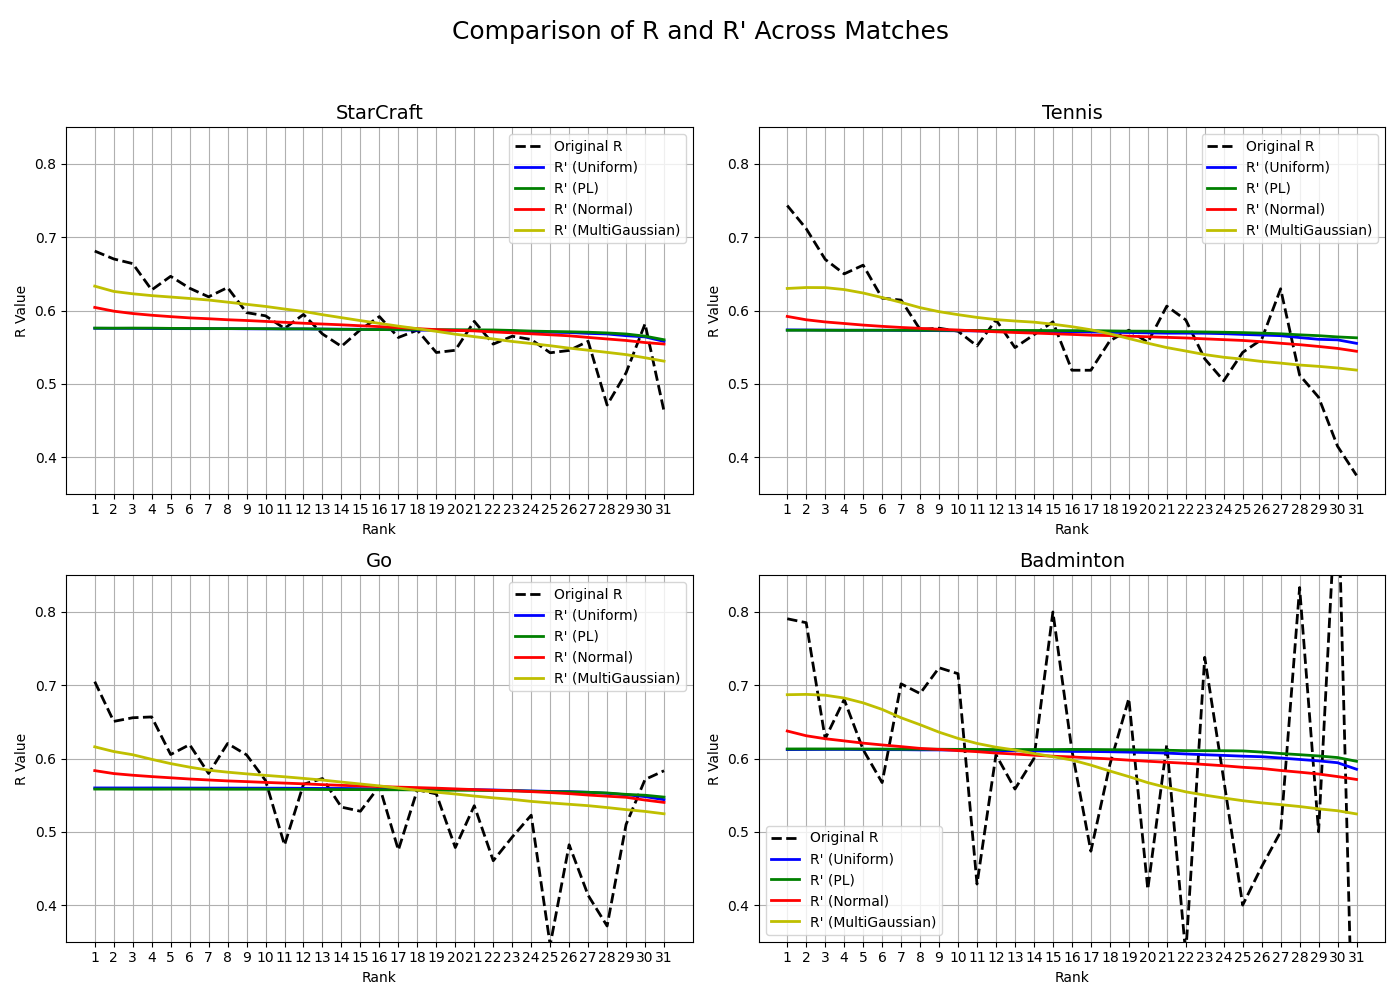 Comparison of R and R' Across Matches
StarCraft
R Value
0.8
0.7
0.6
0.5
0.4
Original R
R' (Uniform)
R' (PL)
R' (Normal)
R' (MultiGaussian)
1 2 3 4 5 6 7 8 9 10 11 12 13 14 15 16 17 18 19 20 21 22 23 24 25 26 27 28 29 30 31
Rank
Tennis
R Value
0.8
0.7
0.6
0.5
0.4
Original R
R' (Uniform)
R' (PL)
R' (Normal)
R' (MultiGaussian)
1 2 3 4 5 6 7 8 9 10 11 12 13 14 15 16 17 18 19 20 21 22 23 24 25 26 27 28 29 30 31
Rank
Go
R Value
0.8
0.7
0.6
0.5
0.4
Original R
R' (Uniform)
R' (PL)
R' (Normal)
R' (MultiGaussian)
1 2 3 4 5 6 7 8 9 10 11 12 13 14 15 16 17 18 19 20 21 22 23 24 25 26 27 28 29 30 31
Rank
Badminton
R Value
0.8
0.7
0.6
0.5
0.4
Original R
R' (Uniform)
R' (PL)
R' (Normal)
R' (MultiGaussian)
1 2 3 4 5 6 7 8 9 10 11 12 13 14 15 16 17 18 19 20 21 22 23 24 25 26 27 28 29 30 31
Rank